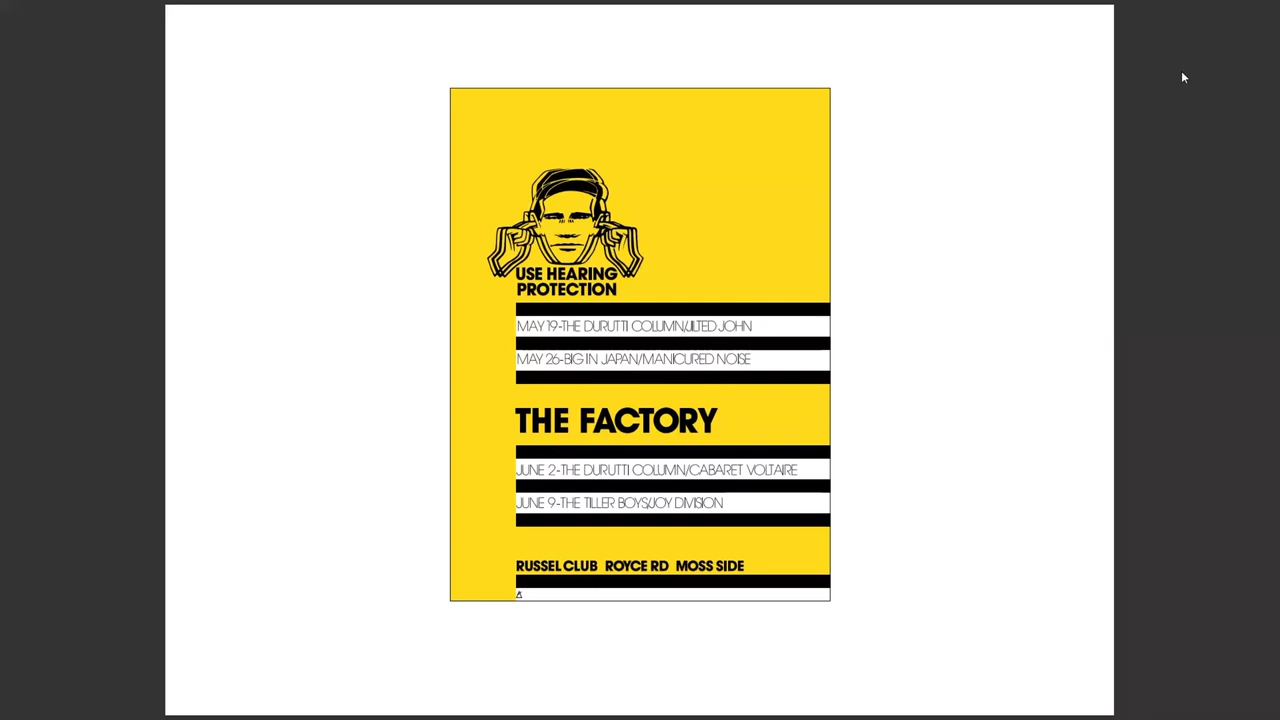 USE HEARING
PROTECTION
MAY 19-THE DURUTTI COLUMN/JILTED JOHN
MAY 26-BIG IN JAPAN/MANICURED NOISE
THE FACTORY
JUNE 2-THE DURUTTI COLUMN/CABARET VOLTAIRE
JUNE 9-THE TILLER BOYS/JOY DIVISION
RUSSEL CLUB ROYCE RD MOSS SIDE